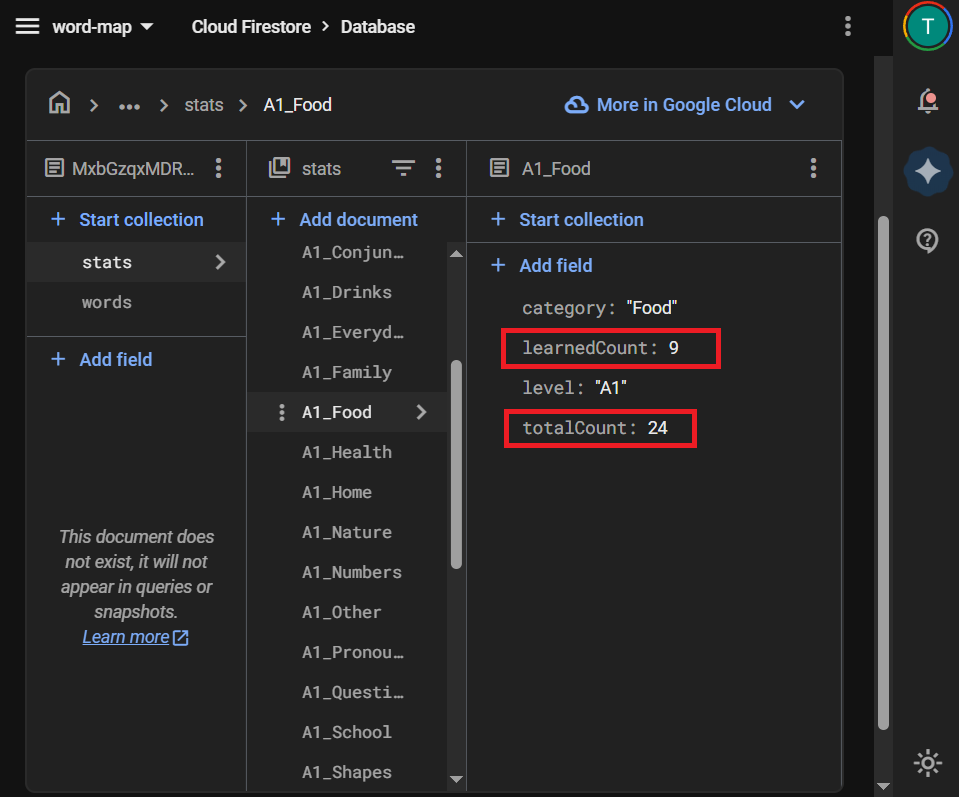 word-map
Cloud Firestore > Database
T
... > stats > A1_Food
More in Google Cloud
MxbGzqxMDR...
stats
A1_Food
+ Start collection
+ Add document
+ Start collection
stats
words
+ Add field
This document does
not exist, it will not
appear in queries or
snapshots.
Learn more
A1_Conjun...
A1_Drinks
A1_Everyd...
A1_Family
A1_Food
A1_Health
A1_Home
A1_Nature
A1_Numbers
A1_Other
A1_Pronou...
A1_Questi...
A1_School
A1_Shapes
+ Add field
category: "Food"
learnedCount: 9
level: "A1"
totalCount: 24